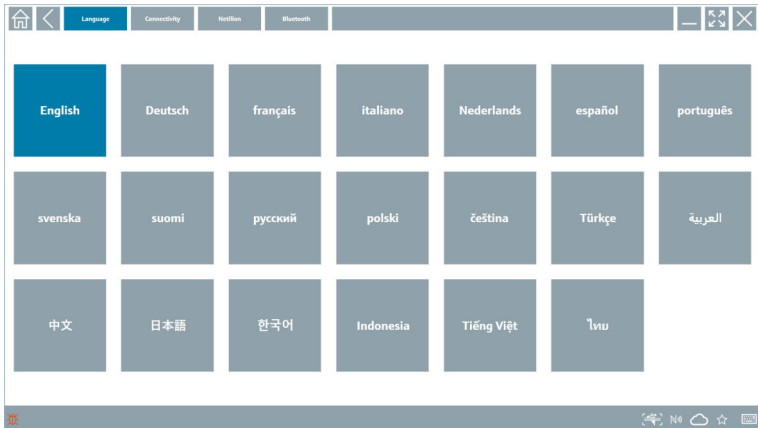 Language Connectivity Netilion Bluetooth
English Deutsch français italiano Nederlands español português
svenska suomi русский polski čeština Türkçe العربية
中文 日本語 한국어 Indonesia Tiếng Việt ไทย